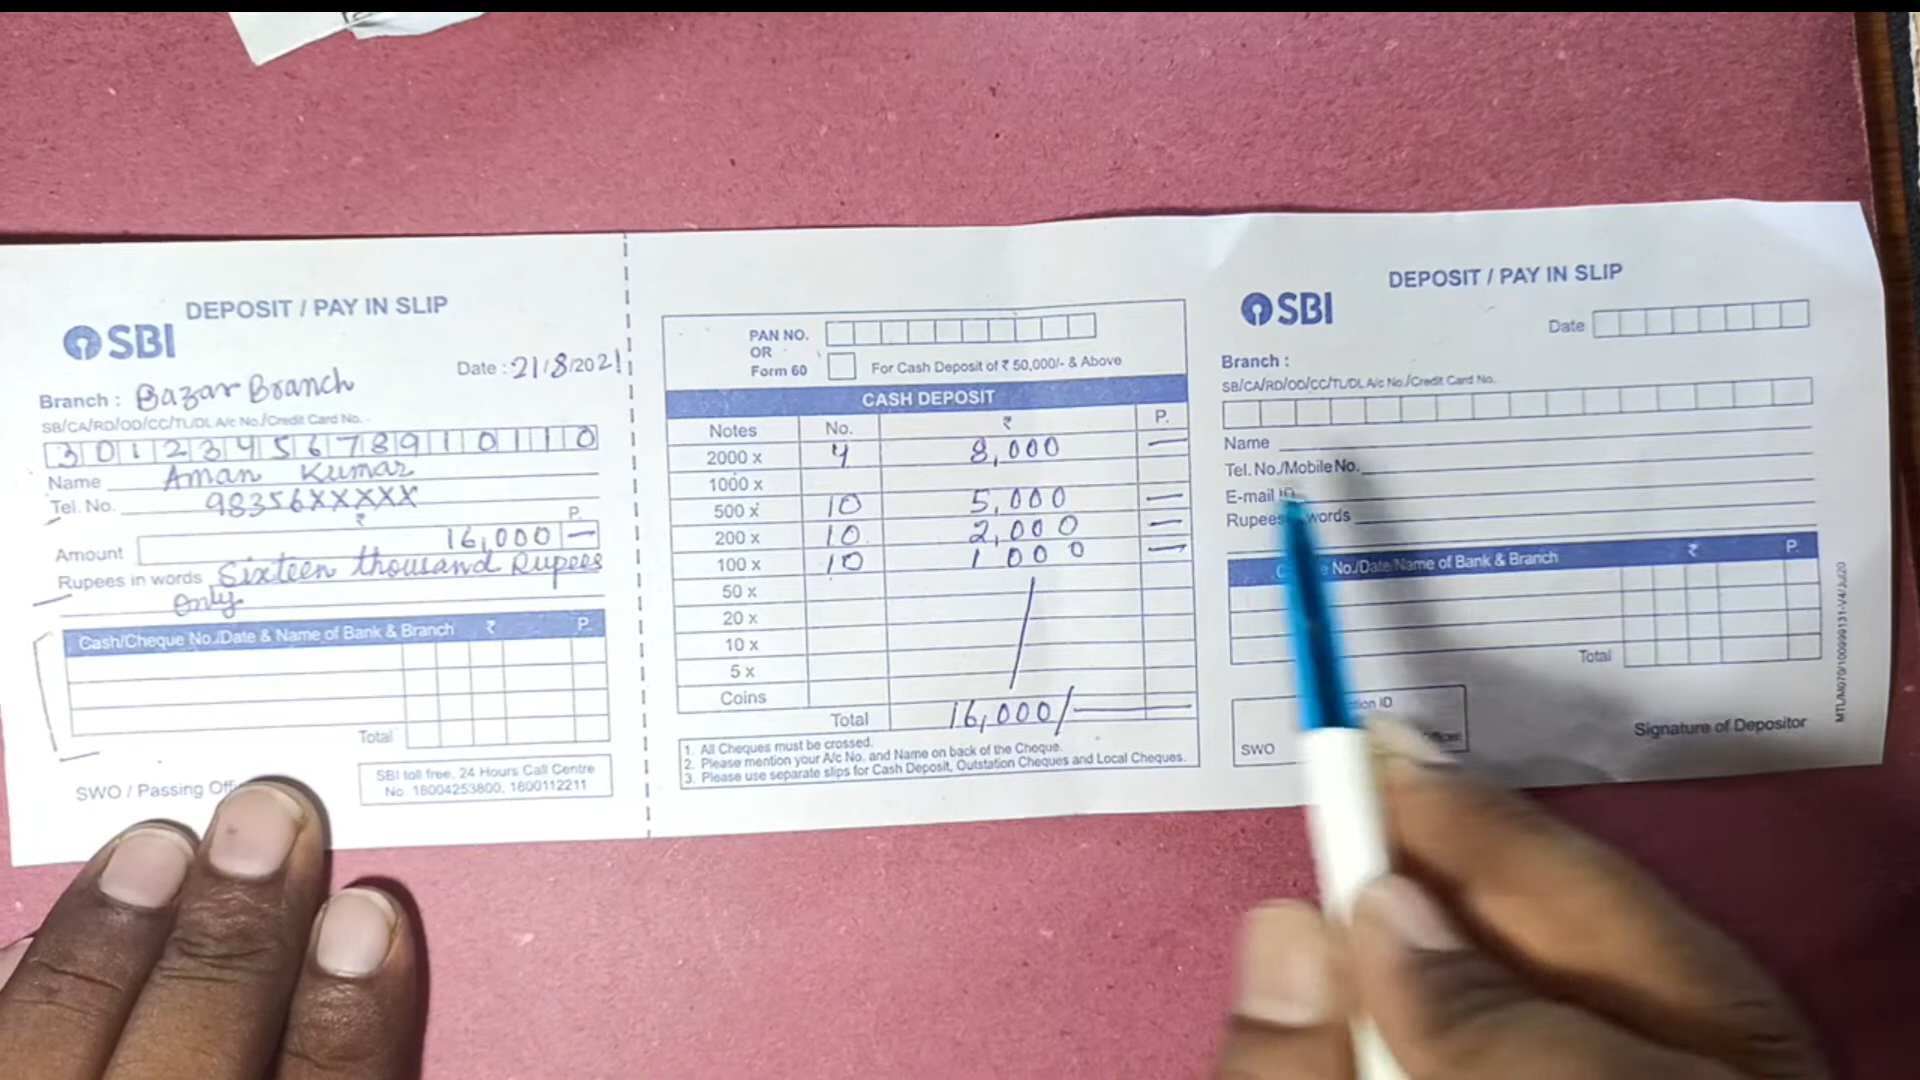 DEPOSIT / PAY IN SLIP
SBI
Date : 21/8/2021
Branch : Bazar Branch
SB/CA/RD/OD/CC/TL/DL A/c No./Credit Card No.
3 0 1 2 3 4 5 6 7 8 9 1 0 1 1 0
Name Aman Kumar
Tel. No. 98356XXXXX
₹ P.
Amount 16,000 —
Rupees in words Sixteen thousand Rupees
Only
Cash/Cheque No./Date & Name of Bank & Branch ₹ P.
Total
SWO / Passing
SBI toll free, 24 Hours Call Centre
No. 18004253800, 1800112211
PAN NO.
OR
Form 60 For Cash Deposit of ₹ 50,000/- & Above
CASH DEPOSIT
Notes No. ₹ P.
2000 x 4 8,000 —
1000 x
500 x 10 5,000 —
200 x 10 2,000 —
100 x 10 1 000 —
50 x
20 x
10 x
5 x
Coins
Total 16,000/—
1. All Cheques must be crossed.
2. Please mention your A/c No. and Name on back of the Cheque.
3. Please use separate slips for Cash Deposit, Outstation Cheques and Local Cheques.
DEPOSIT / PAY IN SLIP
SBI
Date
Branch :
SB/CA/RD/OD/CC/TL/DL A/c No./Credit Card No.
Name
Tel. No./Mobile No.
E-mail ID
Rupees words
No./Date/Name of Bank & Branch ₹ P.
Total
ID
SWO
Signature of Depositor